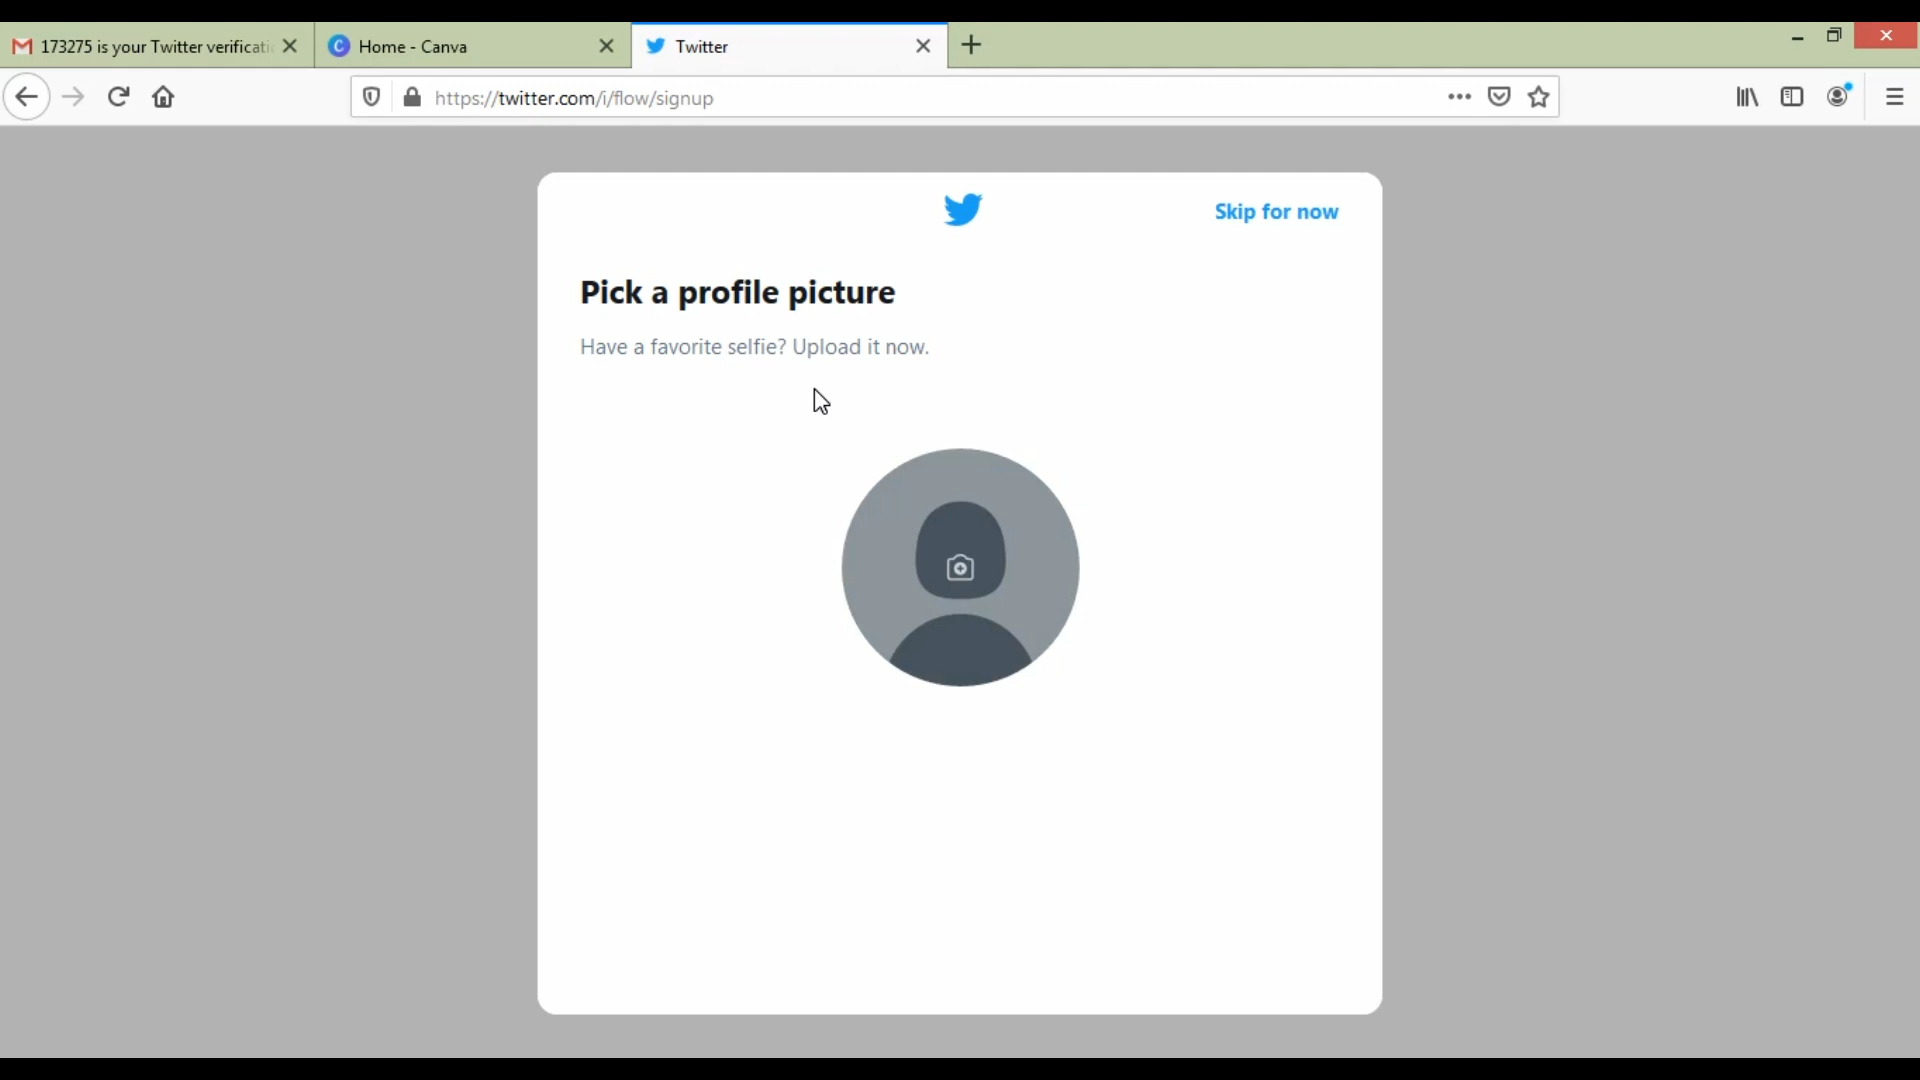 173275 is your Twitter verificati
Home - Canva
Twitter
https://twitter.com/i/flow/signup
Skip for now
Pick a profile picture
Have a favorite selfie? Upload it now.